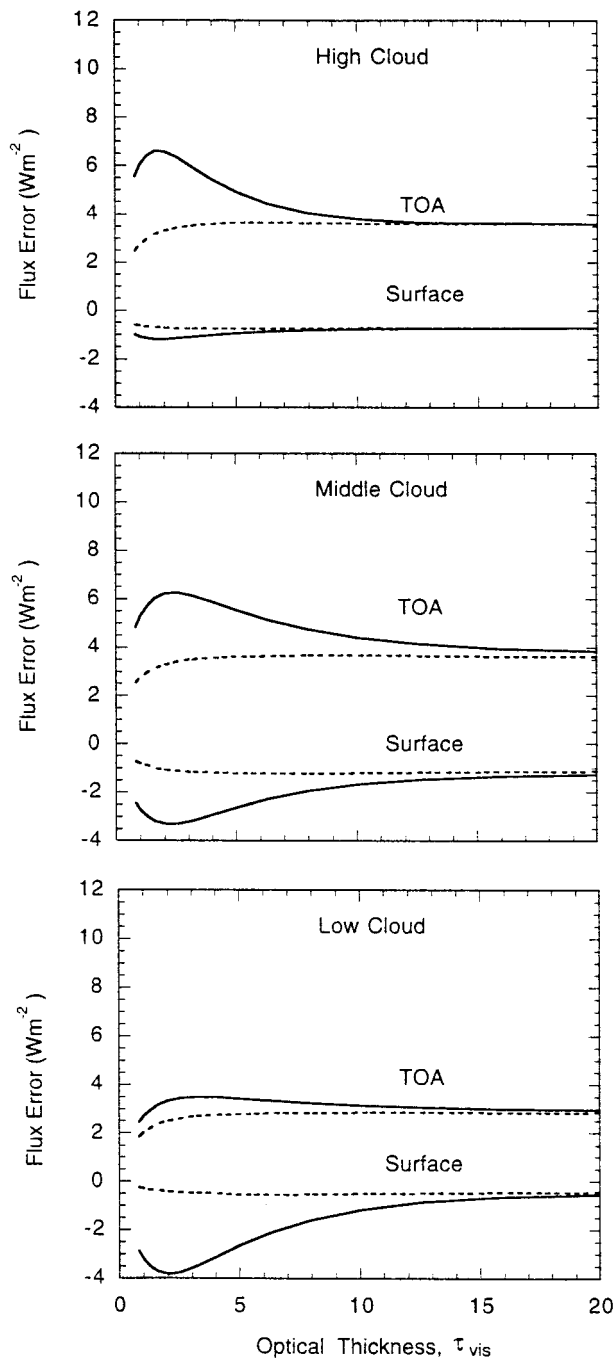 12
10
8
6
4
2
0
-2
-4
Flux Error (Wm-2)
High Cloud
TOA
Surface
12
10
8
6
4
2
0
-2
-4
Flux Error (Wm-2)
Middle Cloud
TOA
Surface
12
10
8
6
4
2
0
-2
-4
Flux Error (Wm-2)
Low Cloud
TOA
Surface
0 5 10 15 20
Optical Thickness, τvis